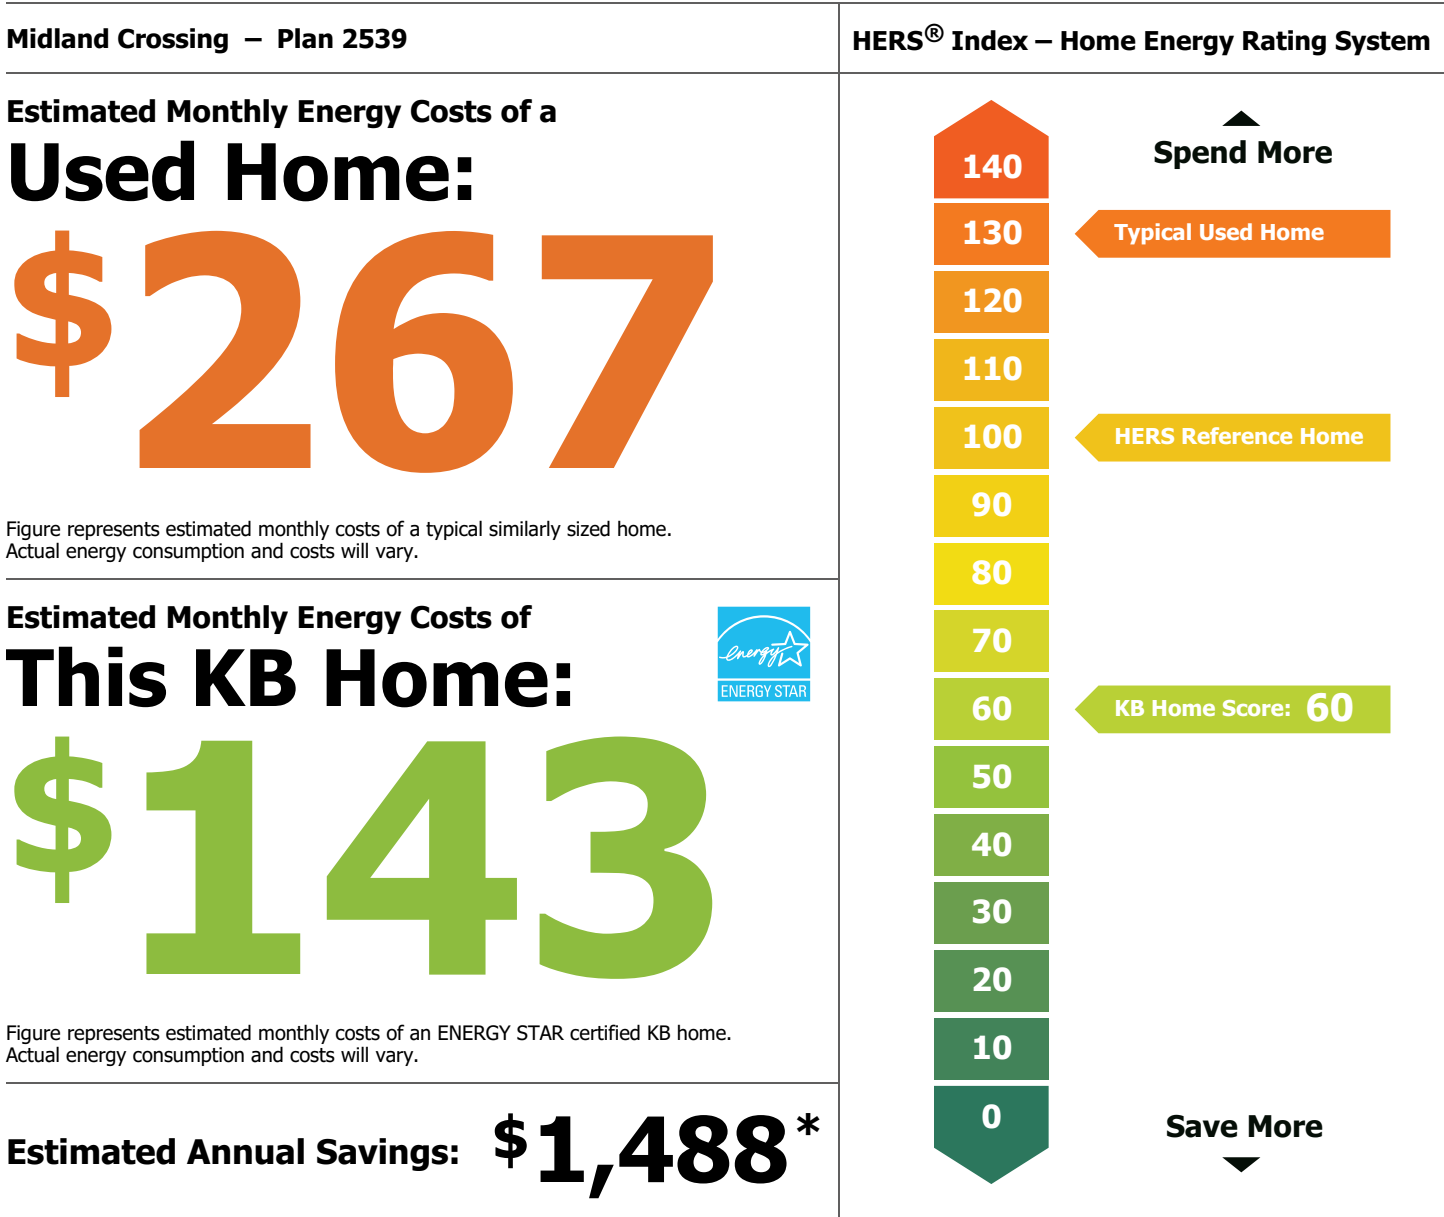 Midland Crossing – Plan 2539
Estimated Monthly Energy Costs of a
Used Home:
$267
Figure represents estimated monthly costs of a typical similarly sized home.
Actual energy consumption and costs will vary.
Estimated Monthly Energy Costs of
This KB Home:
energy
ENERGY STAR
$143
Figure represents estimated monthly costs of an ENERGY STAR certified KB home.
Actual energy consumption and costs will vary.
Estimated Annual Savings: $1,488*
HERS® Index – Home Energy Rating System
Spend More
140
130 Typical Used Home
120
110
100 HERS Reference Home
90
80
70
60 KB Home Score: 60
50
40
30
20
10
0
Save More